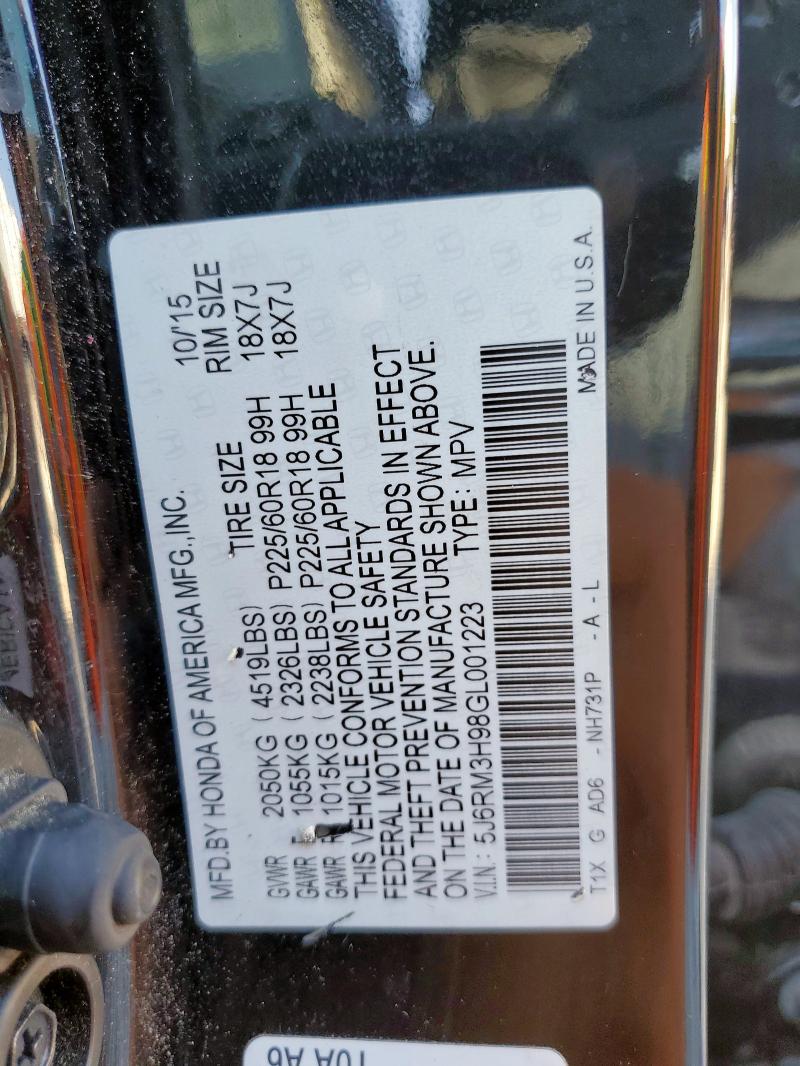 MFD.BY HONDA OF AMERICA MFG.,INC. 10/'15
TIRE SIZE RIM SIZE
GVWR 2050KG (4519LBS)
GAWR F 1055KG (2326LBS) P225/60R18 99H 18X7J
GAWR R 1015KG (2238LBS) P225/60R18 99H 18X7J
THIS VEHICLE CONFORMS TO ALL APPLICABLE
FEDERAL MOTOR VEHICLE SAFETY
AND THEFT PREVENTION STANDARDS IN EFFECT
ON THE DATE OF MANUFACTURE SHOWN ABOVE.
V.I.N.: 5J6RM3H98GL001223 TYPE: MPV
T1X G AD6 -NH731P -A-L MADE IN U.S.A.